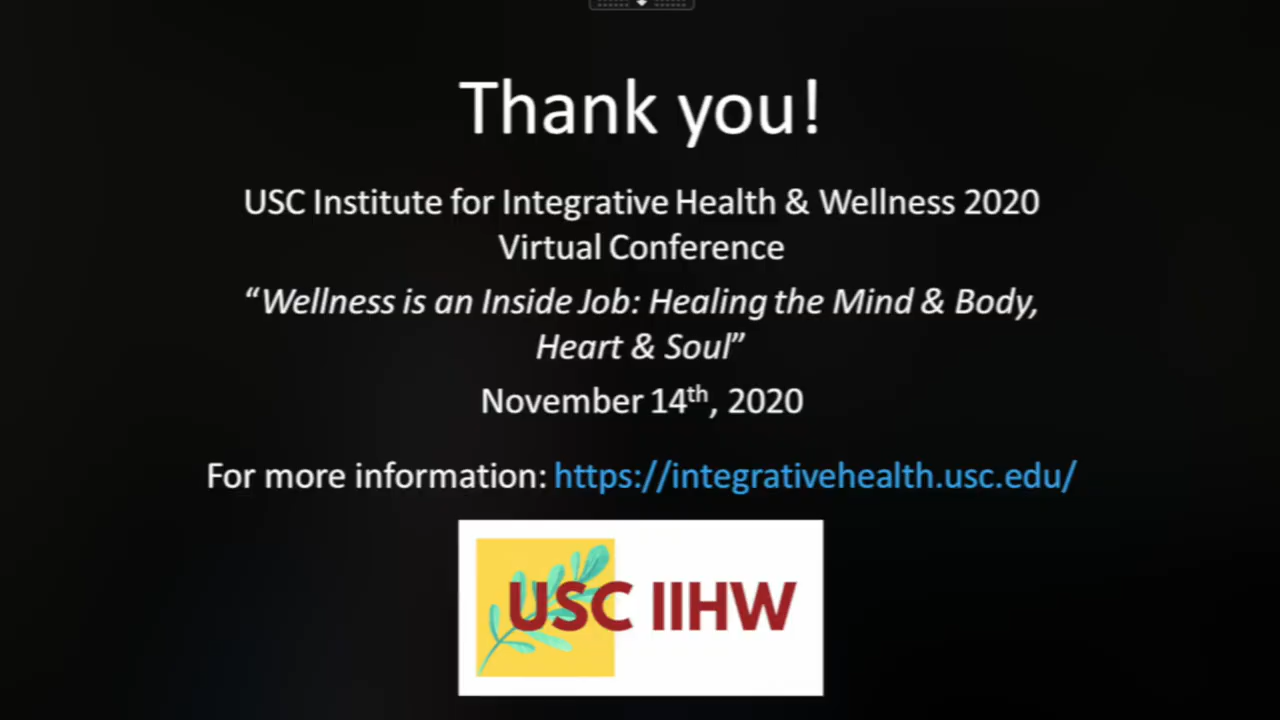 Thank you!
USC Institute for Integrative Health & Wellness 2020
Virtual Conference
“Wellness is an Inside Job: Healing the Mind & Body,
Heart & Soul”
November 14th, 2020
For more information: https://integrativehealth.usc.edu/
USC IIHW